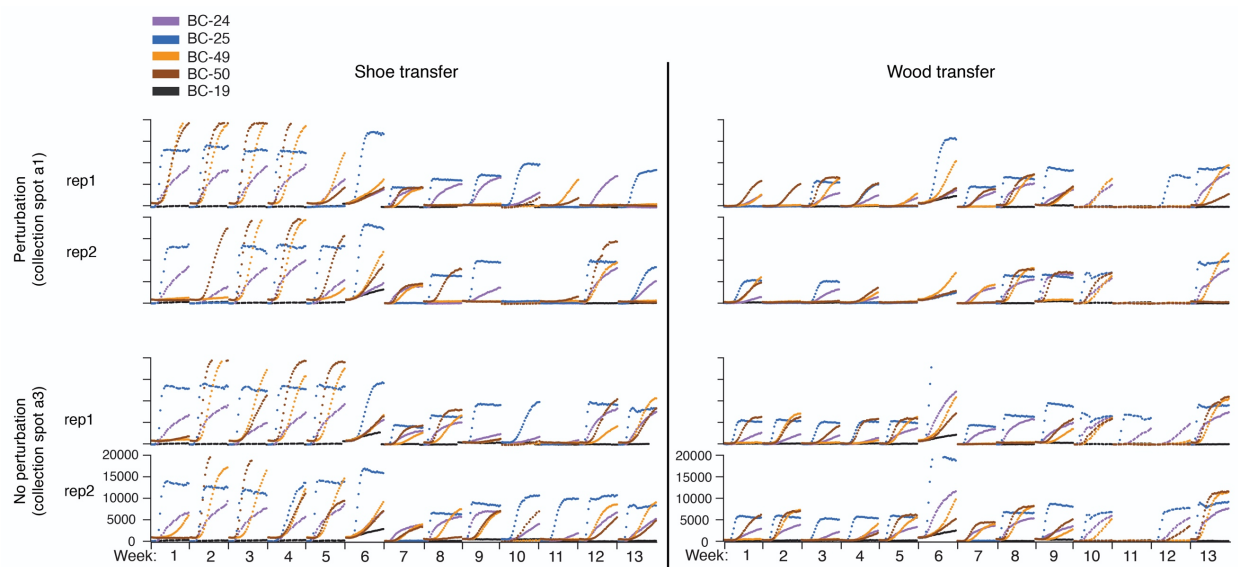 BC-24
BC-25
BC-49
BC-50
BC-19
Shoe transfer
Wood transfer
Perturbation
(collection spot a1)
rep1
rep2
No perturbation
(collection spot a3)
rep1
rep2
20000
15000
10000
5000
0
20000
15000
10000
5000
0
Week: 1 2 3 4 5 6 7 8 9 10 11 12 13
Week: 1 2 3 4 5 6 7 8 9 10 11 12 13